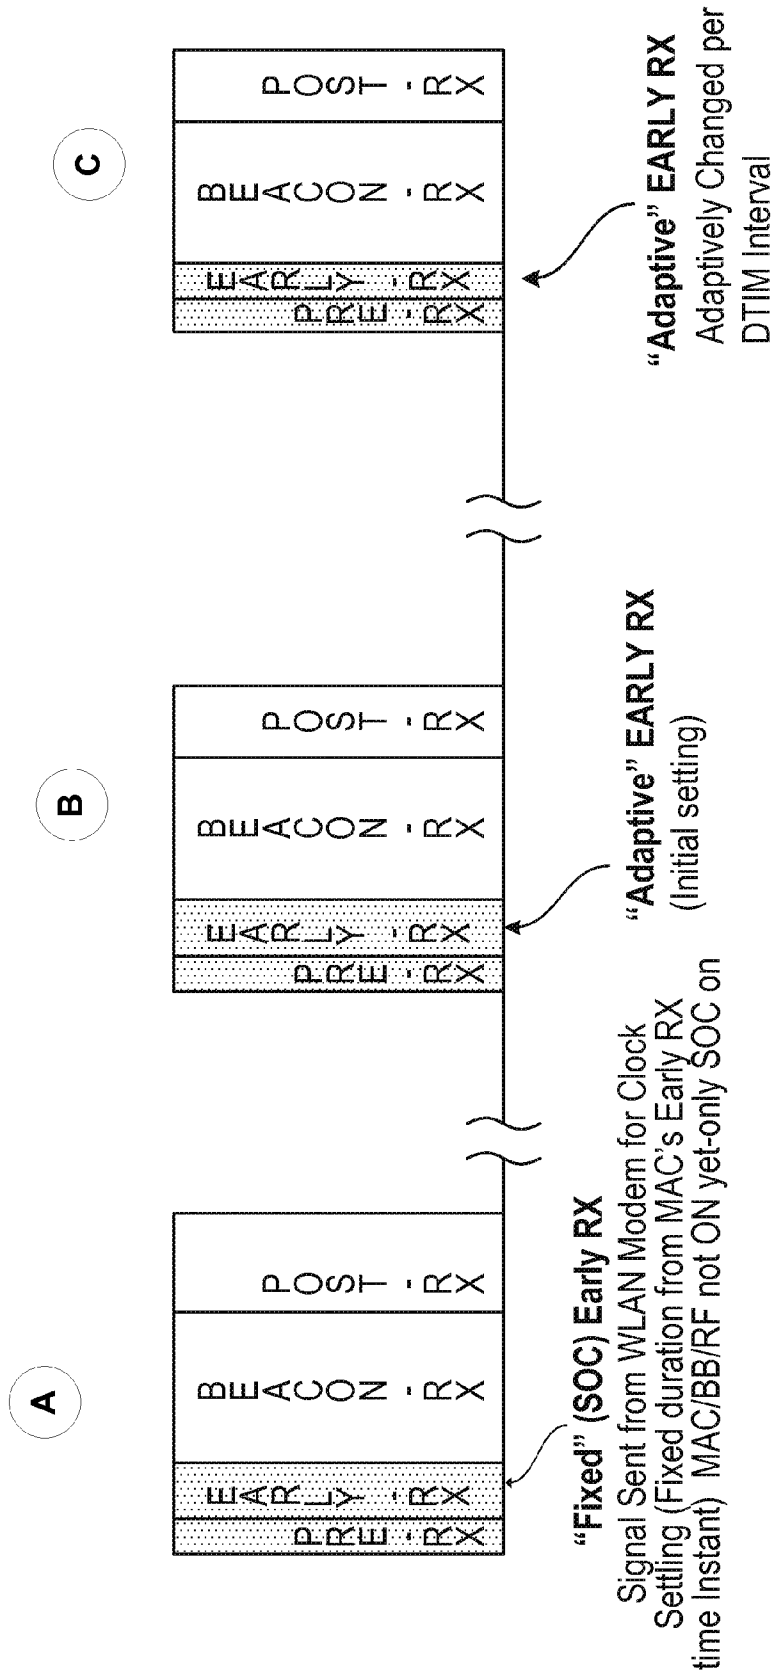 A
PRE-RX
EARLY-RX
BEACON-RX
POST-RX
"Fixed" (SOC) Early RX
Signal Sent from WLAN Modem for Clock
Settling (Fixed duration from MAC's Early RX
time Instant) MAC/BB/RF not ON yet-only SOC on
B
PRE-RX
EARLY-RX
BEACON-RX
POST-RX
"Adaptive" EARLY RX
(Initial setting)
C
PRE-RX
EARLY-RX
BEACON-RX
POST-RX
"Adaptive" EARLY RX
Adaptively Changed per
DTIM Interval